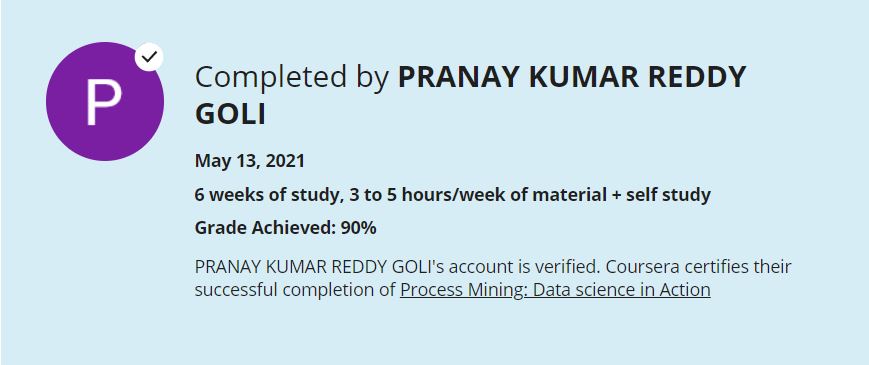 P
Completed by PRANAY KUMAR REDDY
GOLI
May 13, 2021
6 weeks of study, 3 to 5 hours/week of material + self study
Grade Achieved: 90%
PRANAY KUMAR REDDY GOLI's account is verified. Coursera certifies their
successful completion of Process Mining: Data science in Action